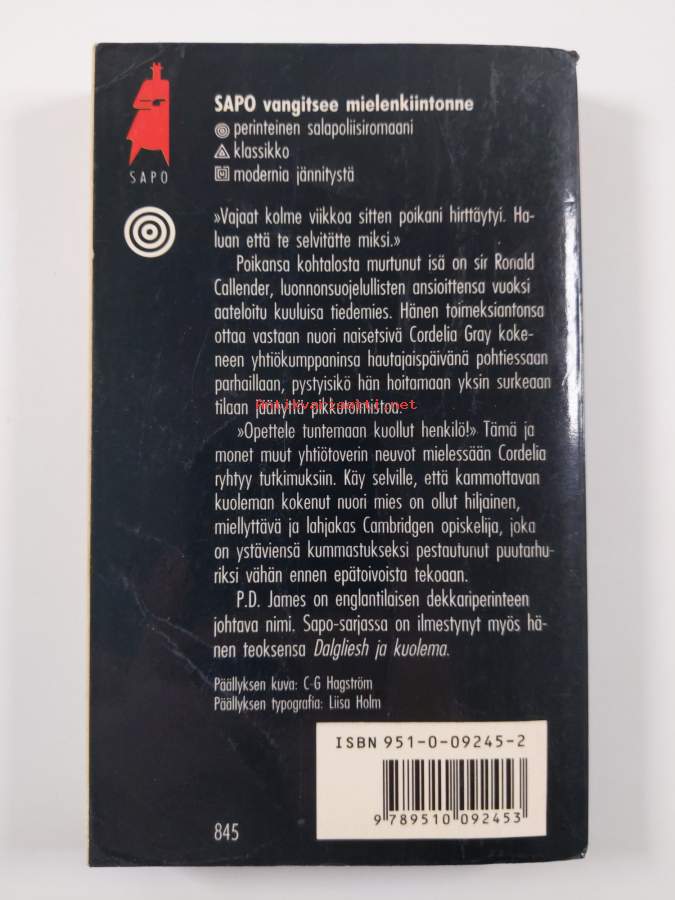 SAPO vangitsee mielenkiintonne
perinteinen salapoliisiromaani
klassikko
modernia jännitystä
SAPO
»Vajaat kolme viikkoa sitten poikani hirttäytyi. Ha-
luan että te selvitätte miksi.»
Poikansa kohtalosta murtunut isä on sir Ronald
Callender, luonnonsuojelullisten ansioittensa vuoksi
aateloitu kuuluisa tiedemies. Hänen toimeksiantonsa
ottaa vastaan nuori naisetsivä Cordelia Gray koke-
neen yhtiökumppaninsa hautajaispäivänä pohtiessaan
parhaillaan, pystyisikö hän hoitamaan yksin surkeaan
tilaan jäänyttä pikkutoimistoa.
Antikvariaatti.net
»Opettele tuntemaan kuollut henkilö!» Tämä ja
monet muut yhtiötoverin neuvot mielessään Cordelia
ryhtyy tutkimuksiin. Käy selville, että kammottavan
kuoleman kokenut nuori mies on ollut hiljainen,
miellyttävä ja lahjakas Cambridgen opiskelija, joka
on ystäviensä kummastukseksi pestautunut puutarhu-
riksi vähän ennen epätoivoista tekoaan.
P.D. James on englantilaisen dekkariperinteen
johtava nimi. Sapo-sarjassa on ilmestynyt myös hä-
nen teoksensa Dalgliesh ja kuolema.
Päällyksen kuva: C-G Hagström
Päällyksen typografia: Liisa Holm
ISBN 951-0-09245-2
9 789510 092453
845